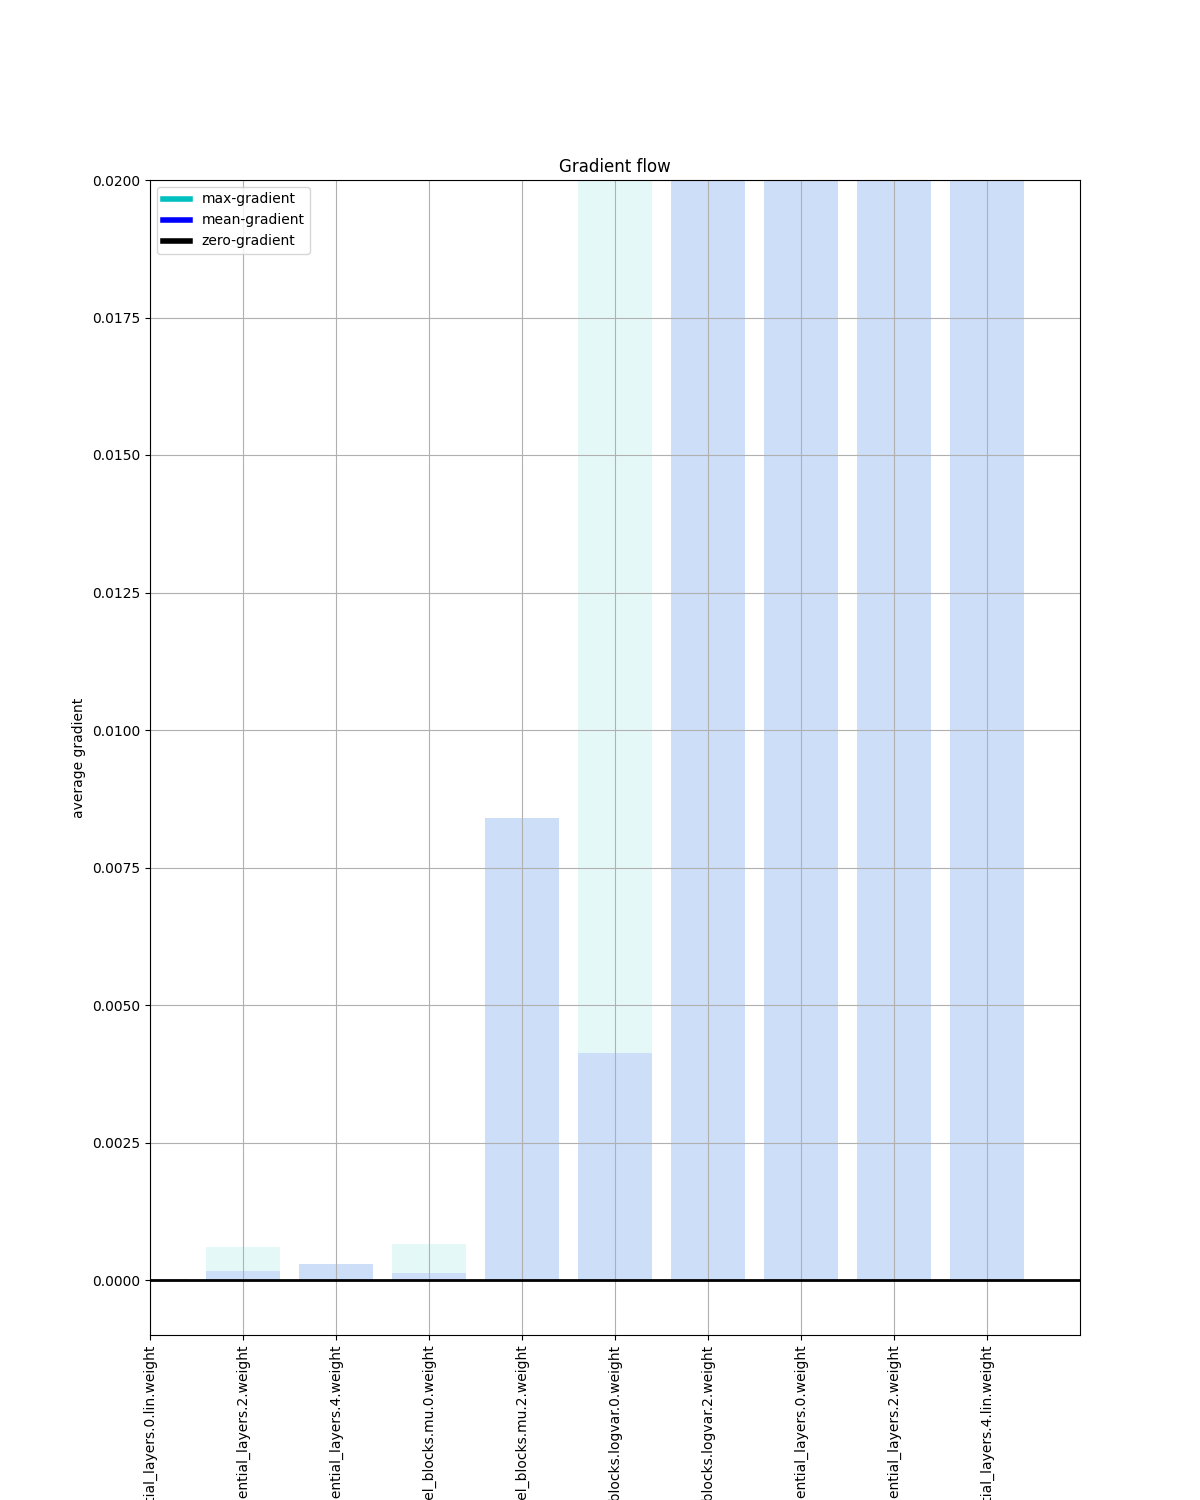 Gradient flow
max-gradient
mean-gradient
zero-gradient
0.0200
0.0175
0.0150
0.0125
0.0100
0.0075
0.0050
0.0025
0.0000
average gradient
tial_layers.0.lin.weight
ential_layers.2.weight
ential_layers.4.weight
el_blocks.mu.0.weight
el_blocks.mu.2.weight
blocks.logvar.0.weight
blocks.logvar.2.weight
ential_layers.0.weight
ential_layers.2.weight
tial_layers.4.lin.weight